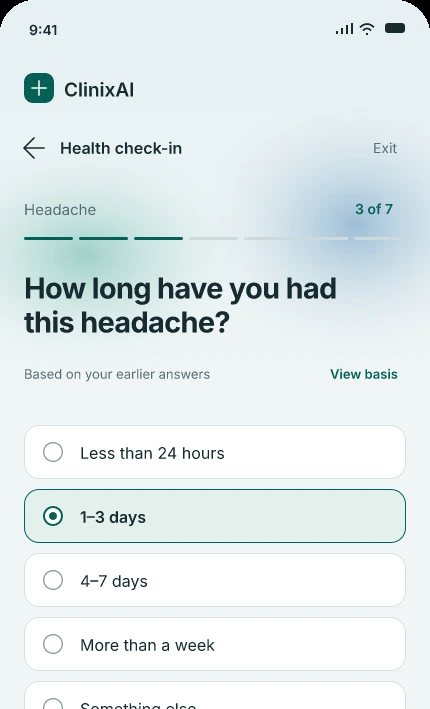 9:41
ClinixAI
Health check-in
Exit
Headache
3 of 7
How long have you had
this headache?
Based on your earlier answers
View basis
Less than 24 hours
1–3 days
4–7 days
More than a week
Something else